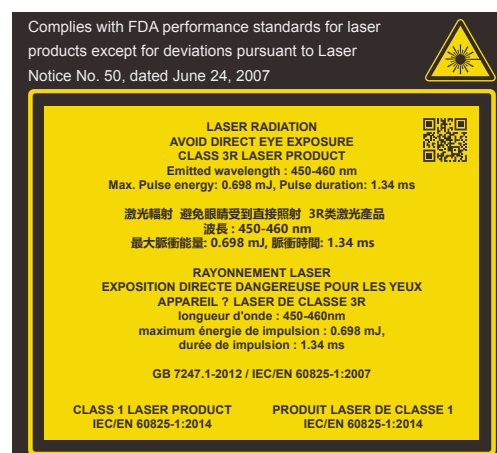 Complies with FDA performance standards for laser
products except for deviations pursuant to Laser
Notice No. 50, dated June 24, 2007
LASER RADIATION
AVOID DIRECT EYE EXPOSURE
CLASS 3R LASER PRODUCT
Emitted wavelength : 450-460 nm
Max. Pulse energy: 0.698 mJ, Pulse duration: 1.34 ms
激光輻射 避免眼睛受到直接照射 3R类激光產品
波長 : 450-460 nm
最大脈衝能量: 0.698 mJ, 脈衝時間: 1.34 ms
RAYONNEMENT LASER
EXPOSITION DIRECTE DANGEREUSE POUR LES YEUX
APPAREIL ? LASER DE CLASSE 3R
longueur d'onde : 450-460nm
maximum énergie de impulsion : 0.698 mJ,
durée de impulsion : 1.34 ms
GB 7247.1-2012 / IEC/EN 60825-1:2007
CLASS 1 LASER PRODUCT PRODUIT LASER DE CLASSE 1
IEC/EN 60825-1:2014 IEC/EN 60825-1:2014